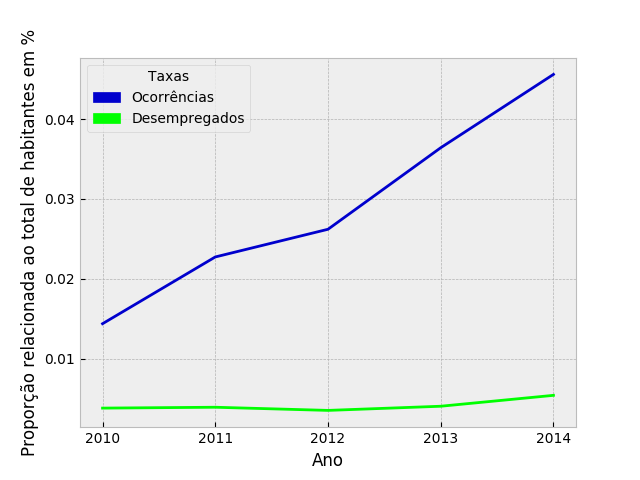 Proporção relacionada ao total de habitantes em %
Taxas
Ocorrências
Desempregados
0.04
0.03
0.02
0.01
2010 2011 2012 2013 2014
Ano